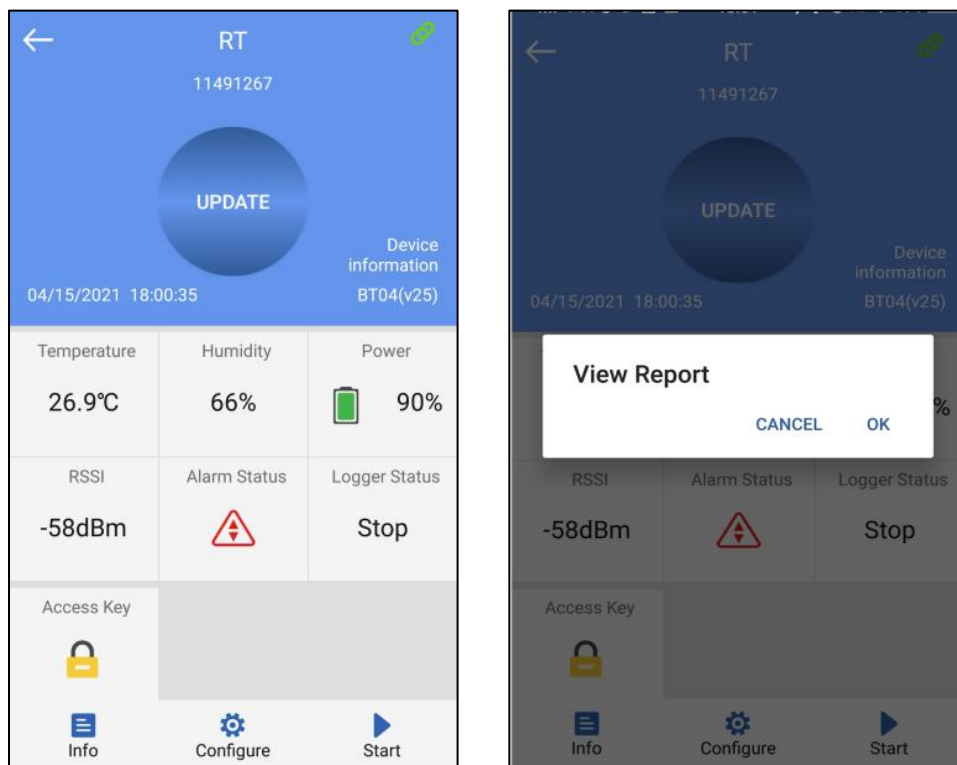 RT
11491267
UPDATE
Device
information
04/15/2021 18:00:35
BT04(v25)
Temperature
Humidity
Power
26.9℃
66%
90%
RSSI
Alarm Status
Logger Status
-58dBm
Stop
Access Key
Info
Configure
Start
RT
11491267
UPDATE
Device
information
04/15/2021 18:00:35
BT04(v25)
View Report
%
CANCEL
OK
RSSI
Alarm Status
Logger Status
-58dBm
Stop
Access Key
Info
Configure
Start